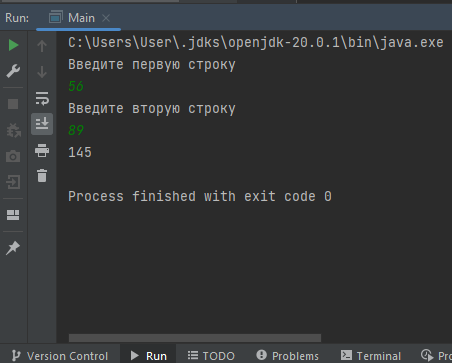 Run: Main
C:\Users\User\.jdks\openjdk-20.0.1\bin\java.exe
Введите первую строку
56
Введите вторую строку
89
145
Process finished with exit code 0
Version Control Run TODO Problems Terminal